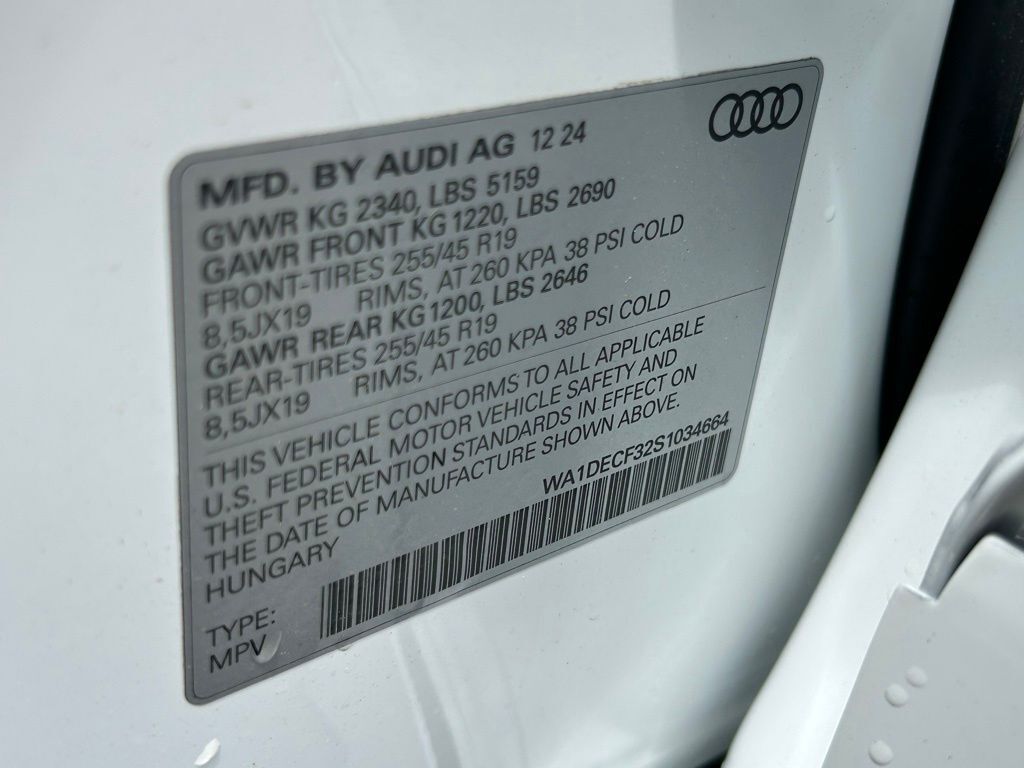 MFD. BY AUDI AG 12 24
GVWR KG 2340, LBS 5159
GAWR FRONT KG 1220, LBS 2690
FRONT-TIRES 255/45 R19
8,5JX19 RIMS, AT 260 KPA 38 PSI COLD
GAWR REAR KG 1200, LBS 2646
REAR-TIRES 255/45 R19
8,5JX19 RIMS, AT 260 KPA 38 PSI COLD
THIS VEHICLE CONFORMS TO ALL APPLICABLE
U.S. FEDERAL MOTOR VEHICLE SAFETY AND
THEFT PREVENTION STANDARDS IN EFFECT ON
THE DATE OF MANUFACTURE SHOWN ABOVE.
HUNGARY WA1DECF32S1034664
TYPE:
MPV